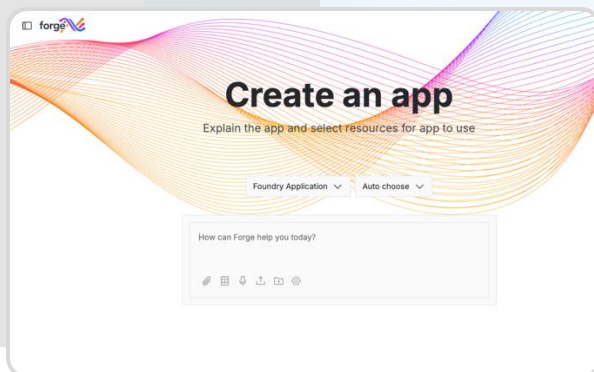 forge
Create an app
Explain the app and select resources for app to use
Foundry Application
Auto choose
How can Forge help you today?